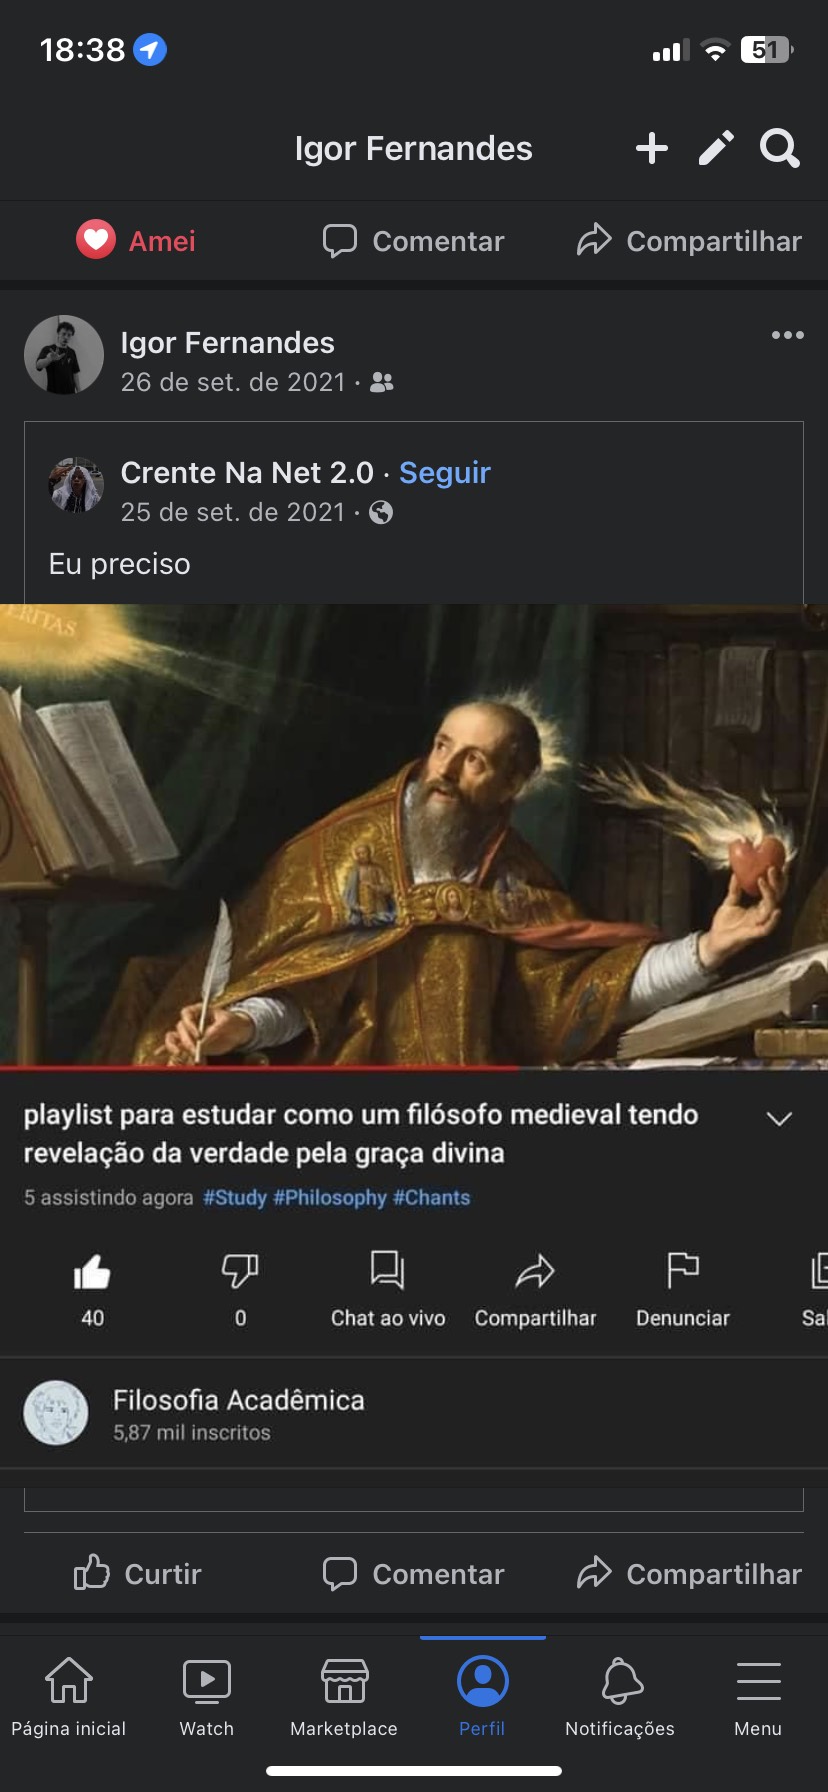 18:38
51
Igor Fernandes
Amei
Comentar
Compartilhar
Igor Fernandes
26 de set. de 2021 ·
Crente Na Net 2.0 · Seguir
25 de set. de 2021 ·
Eu preciso
playlist para estudar como um filósofo medieval tendo
revelação da verdade pela graça divina
5 assistindo agora #Study #Philosophy #Chants
40
0
Chat ao vivo
Compartilhar
Denunciar
Filosofia Acadêmica
5,87 mil inscritos
Curtir
Comentar
Compartilhar
Página inicial
Watch
Marketplace
Perfil
Notificações
Menu